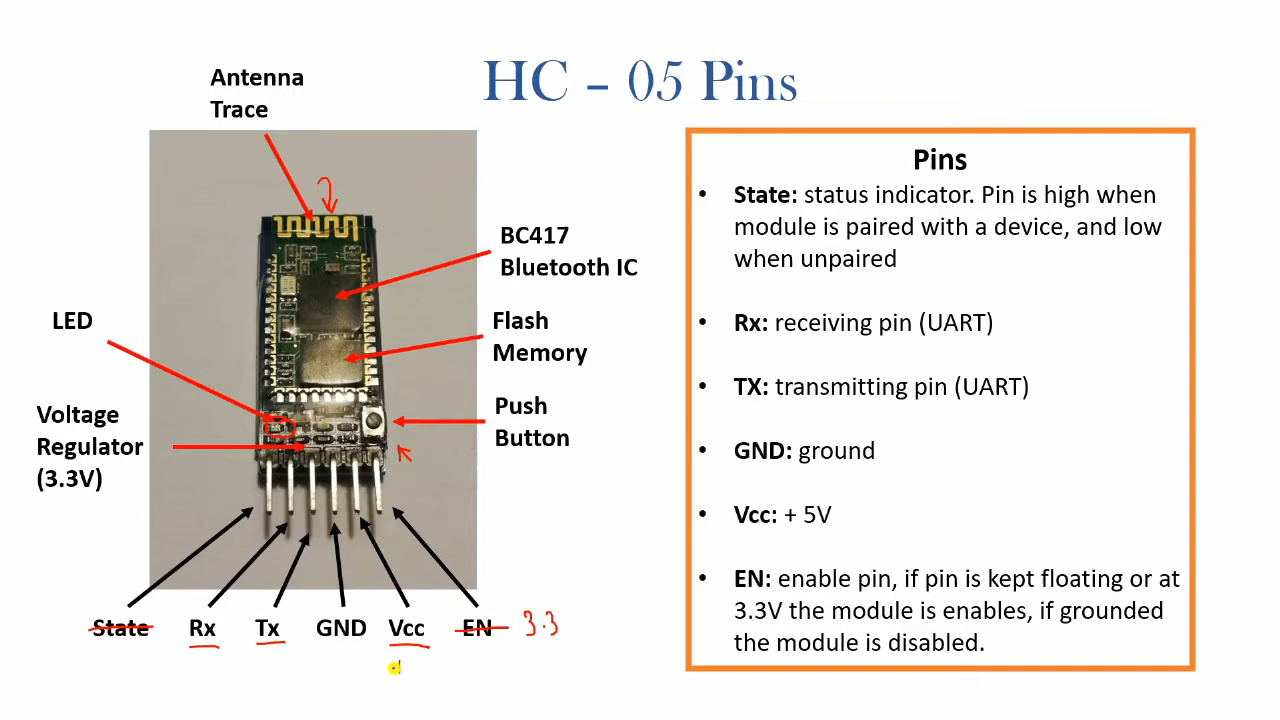 HC – 05 Pins
Antenna
Trace
BC417
Bluetooth IC
LED
Flash
Memory
Voltage
Regulator
(3.3V)
Push
Button
State
Rx
Tx
GND
Vcc
EN
3.3
Pins
• State: status indicator. Pin is high when
module is paired with a device, and low
when unpaired
• Rx: receiving pin (UART)
• TX: transmitting pin (UART)
• GND: ground
• Vcc: + 5V
• EN: enable pin, if pin is kept floating or at
3.3V the module is enables, if grounded
the module is disabled.